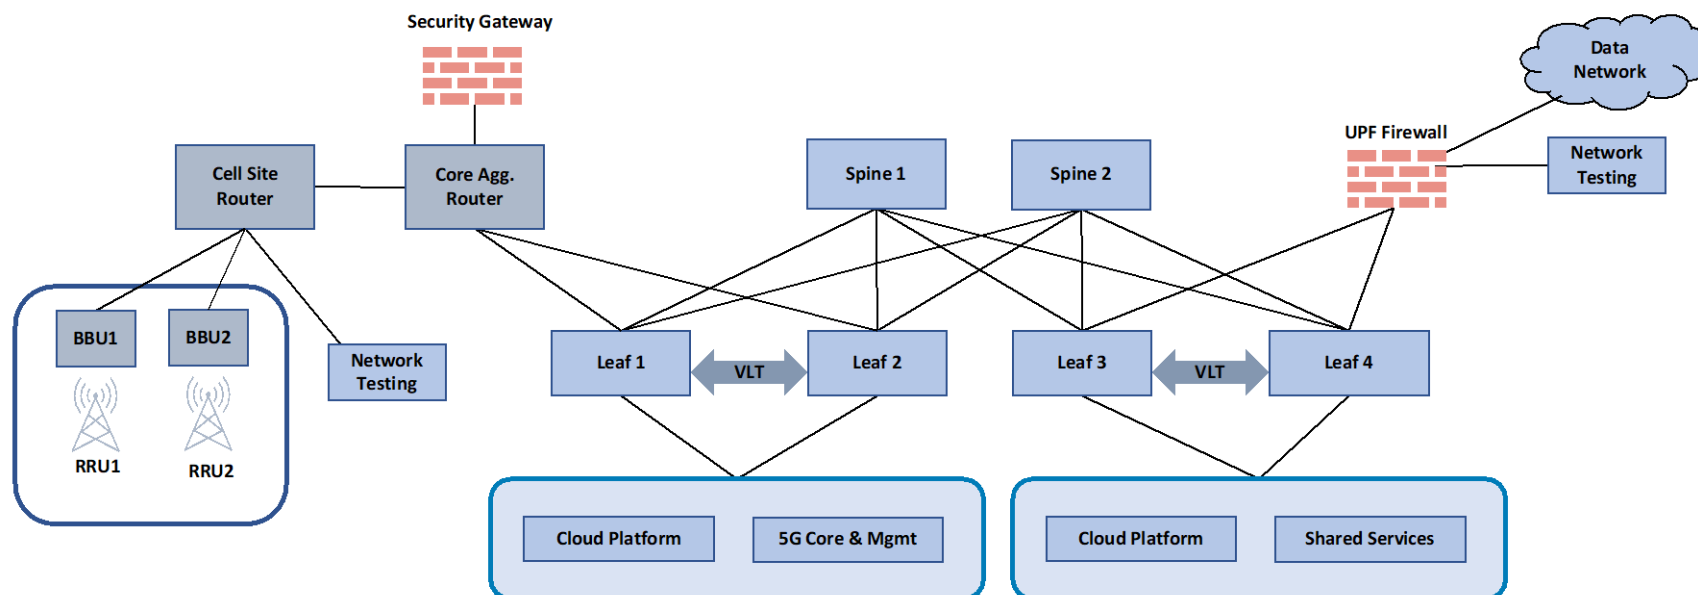 Security Gateway
Data
Network
UPF Firewall
Cell Site
Router
Core Agg.
Router
Spine 1
Spine 2
Network
Testing
BBU1
BBU2
Network
Testing
Leaf 1
VLT
Leaf 2
Leaf 3
VLT
Leaf 4
RRU1
RRU2
Cloud Platform
5G Core & Mgmt
Cloud Platform
Shared Services